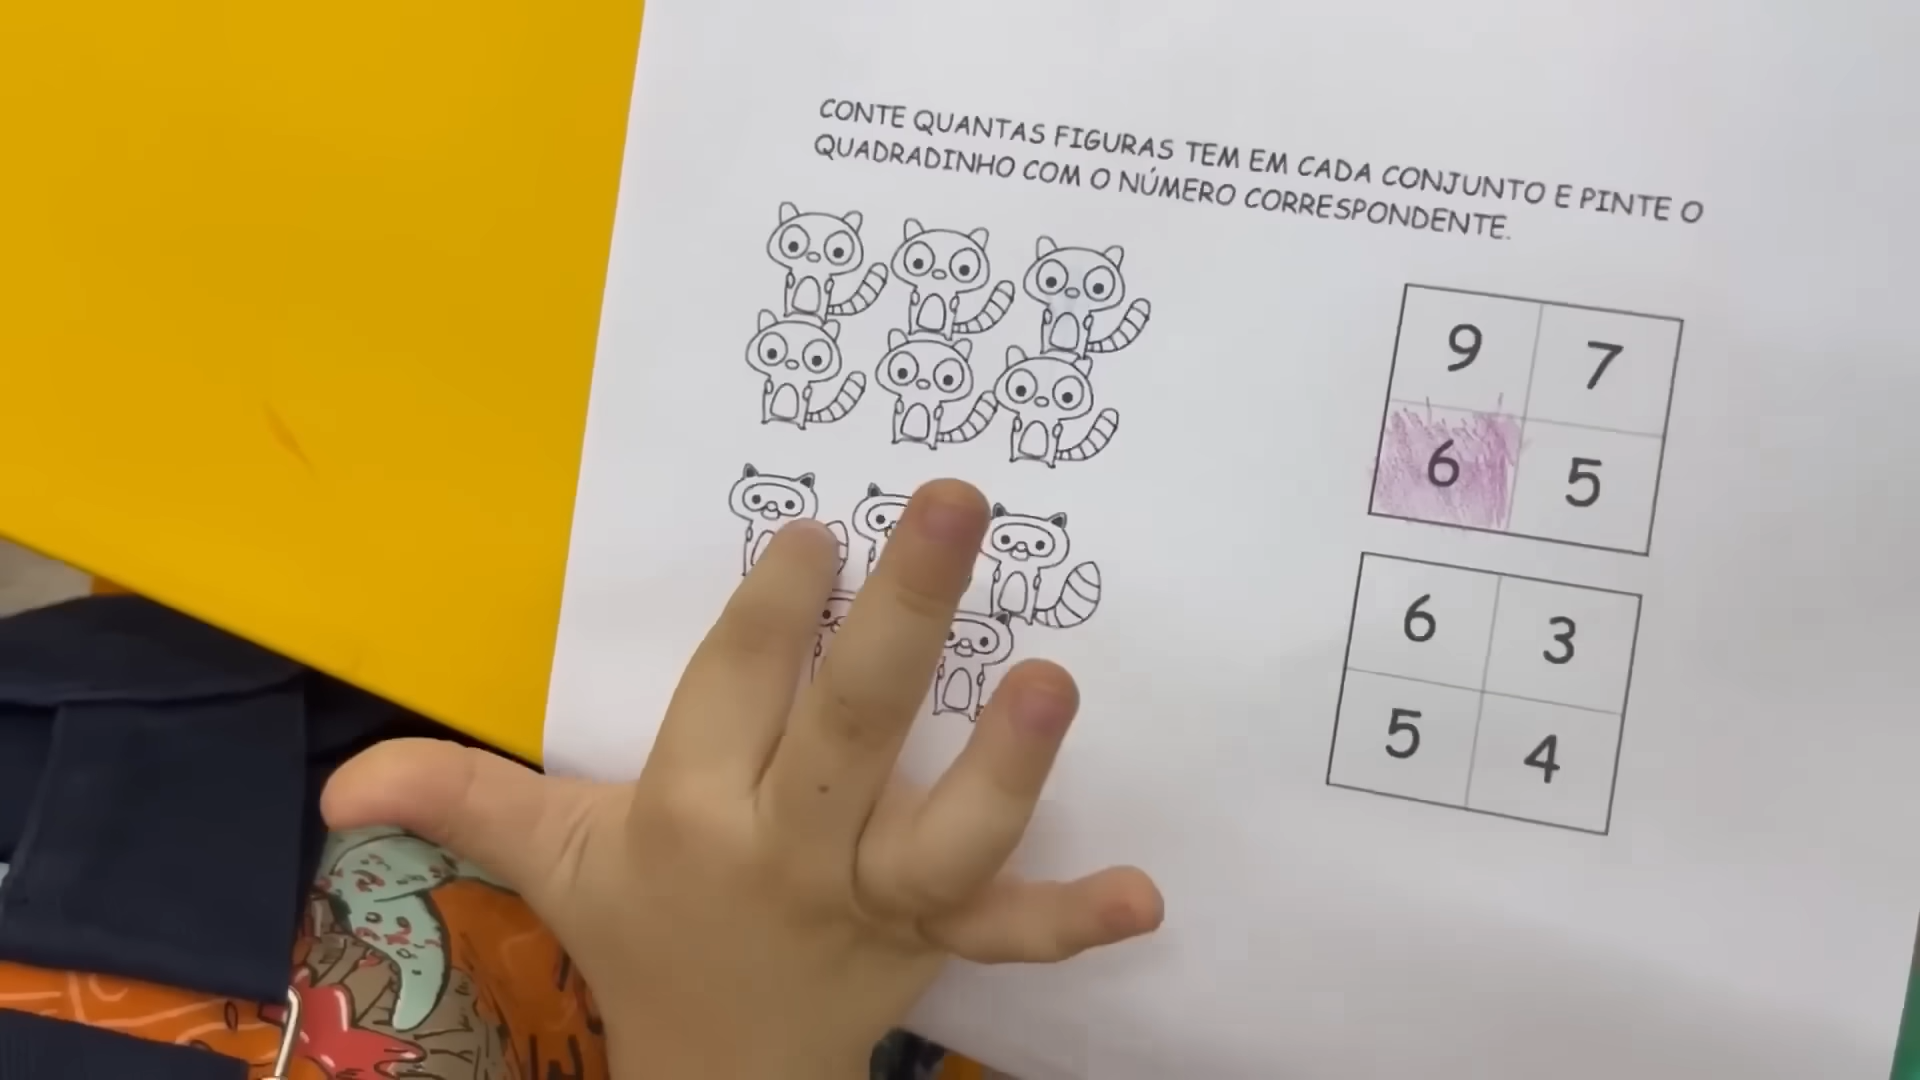 CONTE QUANTAS FIGURAS TEM EM CADA CONJUNTO E PINTE O
QUADRADINHO COM O NÚMERO CORRESPONDENTE.
9 7
6 5
6 3
5 4